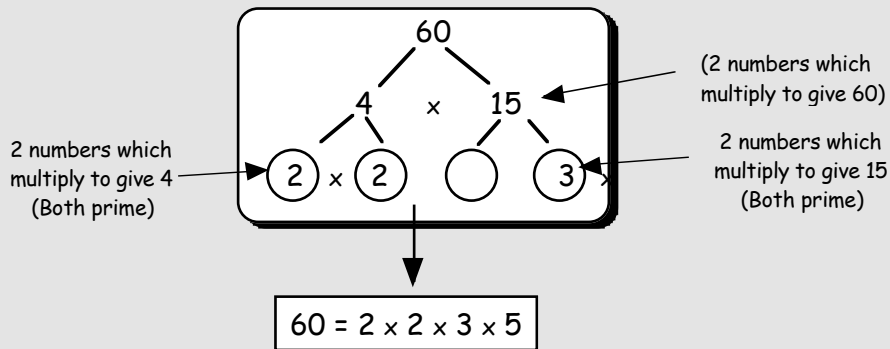 60
4 x 15
(2 numbers which
multiply to give 60)
2 numbers which
multiply to give 4
(Both prime)
2 x 2 3 x
2 numbers which
multiply to give 15
(Both prime)
60 = 2 x 2 x 3 x 5